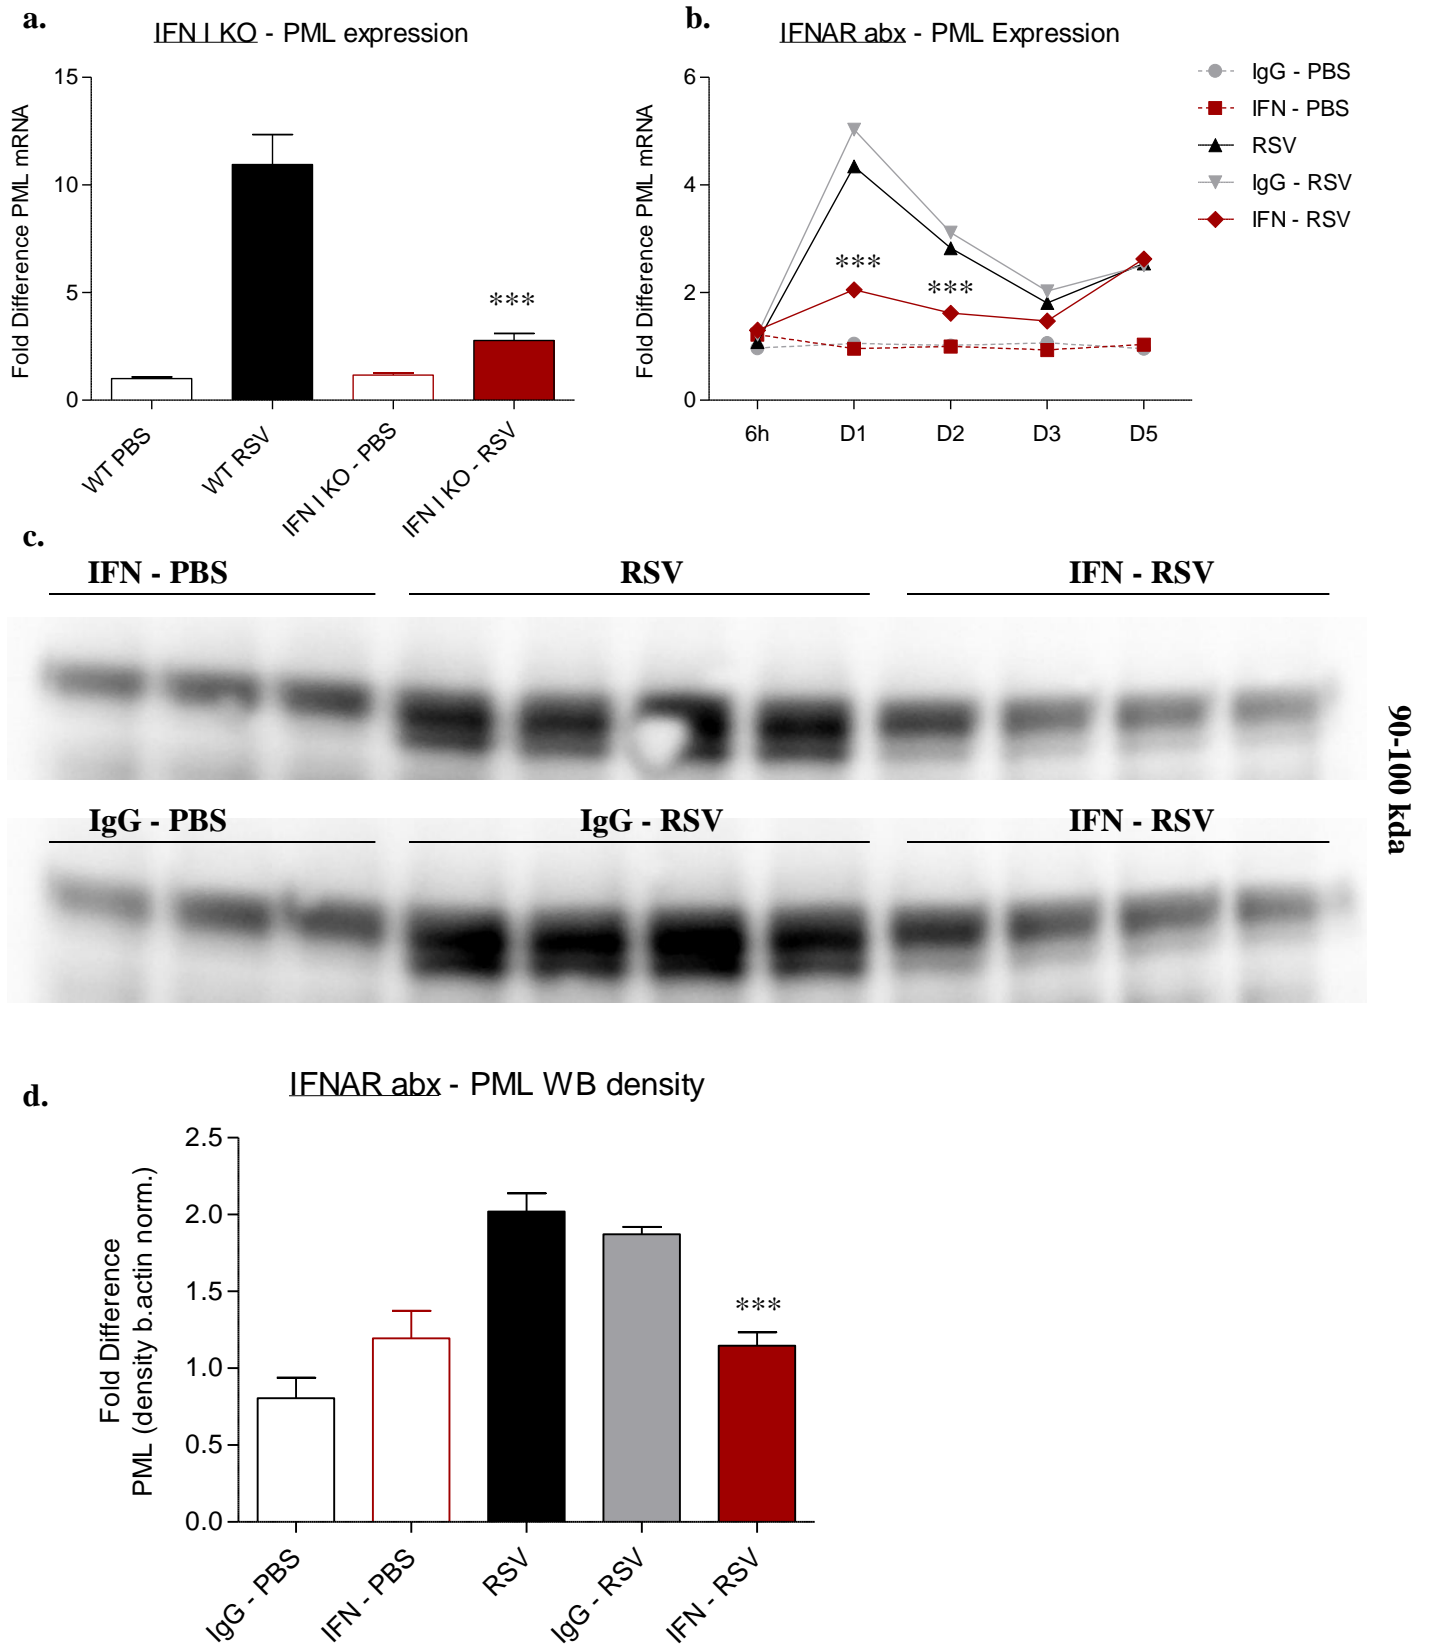 a.
IFN I KO - PML expression
Fold Difference PML mRNA
15
10
5
0
***
WT PBS
WT RSV
IFN I KO - PBS
IFN I KO - RSV
b.
IFNAR abx - PML Expression
Fold Difference PML mRNA
6
4
2
0
***
***
6h
D1
D2
D3
D5
IgG - PBS
IFN - PBS
RSV
IgG - RSV
IFN - RSV
c.
IFN - PBS
RSV
IFN - RSV
IgG - PBS
IgG - RSV
IFN - RSV
90-100 kda
d.
IFNAR abx - PML WB density
Fold Difference
PML (density b.actin norm.)
2.5
2.0
1.5
1.0
0.5
0.0
***
IgG - PBS
IFN - PBS
RSV
IgG - RSV
IFN - RSV